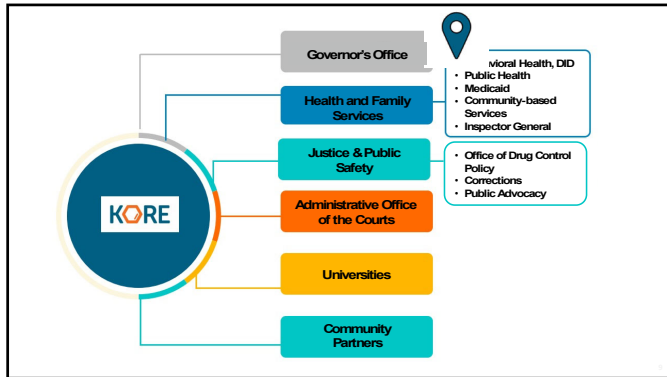 KORE
Governor's Office
Health and Family
Services
Justice & Public
Safety
Administrative Office
of the Courts
Universities
Community
Partners
avioral Health, DID
• Public Health
• Medicaid
• Community-based
Services
• Inspector General
• Office of Drug Control
Policy
• Corrections
• Public Advocacy